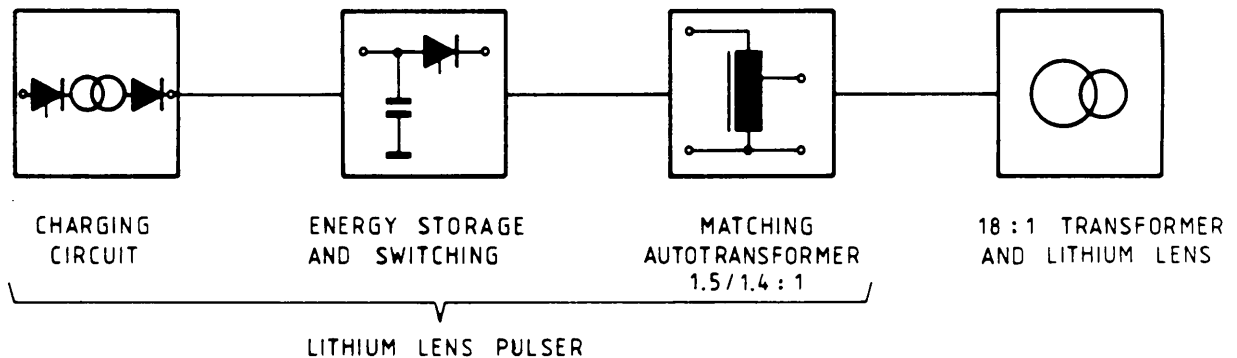 CHARGING
CIRCUIT
ENERGY STORAGE
AND SWITCHING
MATCHING
AUTOTRANSFORMER
1.5/1.4 : 1
18 : 1 TRANSFORMER
AND LITHIUM LENS
LITHIUM LENS PULSER